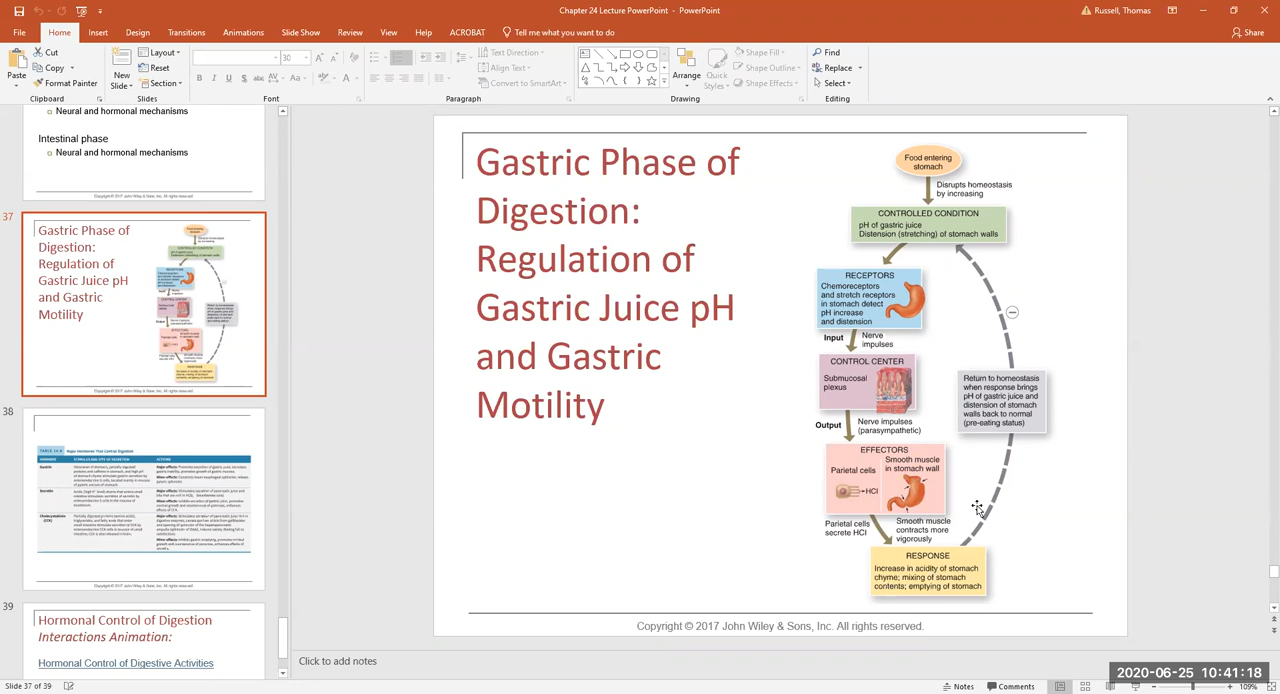 Chapter 24 Lecture PowerPoint - PowerPoint
Russell, Thomas
File Home Insert Design Transitions Animations Slide Show Review View Help ACROBAT Tell me what you want to do Share
Paste Cut Copy Format Painter Clipboard
New Slide Layout Reset Section Slides
30 Font
Text Direction Align Text Convert to SmartArt Paragraph
Arrange Quick Styles Shape Fill Shape Outline Shape Effects Drawing
Find Replace Select Editing
Neural and hormonal mechanisms
Intestinal phase
Neural and hormonal mechanisms
Copyright © 2017 John Wiley & Sons, Inc. All rights reserved.
37
Gastric Phase of
Digestion:
Regulation of
Gastric Juice pH
and Gastric
Motility
38
39
Hormonal Control of Digestion
Interactions Animation:
Hormonal Control of Digestive Activities
Gastric Phase of
Digestion:
Regulation of
Gastric Juice pH
and Gastric
Motility
Food entering
stomach
Disrupts homeostasis
by increasing
CONTROLLED CONDITION
pH of gastric juice
Distension (stretching) of stomach walls
RECEPTORS
Chemoreceptors
and stretch receptors
in stomach detect
pH increase
and distension
Input
Nerve
impulses
CONTROL CENTER
Submucosal
plexus
Output
Nerve impulses
(parasympathetic)
EFFECTORS
Parietal cells
HCl
Smooth muscle
in stomach wall
Parietal cells
secrete HCl
Smooth muscle
contracts more
vigorously
RESPONSE
Increase in acidity of stomach
chyme; mixing of stomach
contents; emptying of stomach
Return to homeostasis
when response brings
pH of gastric juice and
distension of stomach
walls back to normal
(pre-eating status)
Copyright © 2017 John Wiley & Sons, Inc. All rights reserved.
Click to add notes
2020-06-25 10:41:18
Slide 37 of 39 Notes Comments 109%